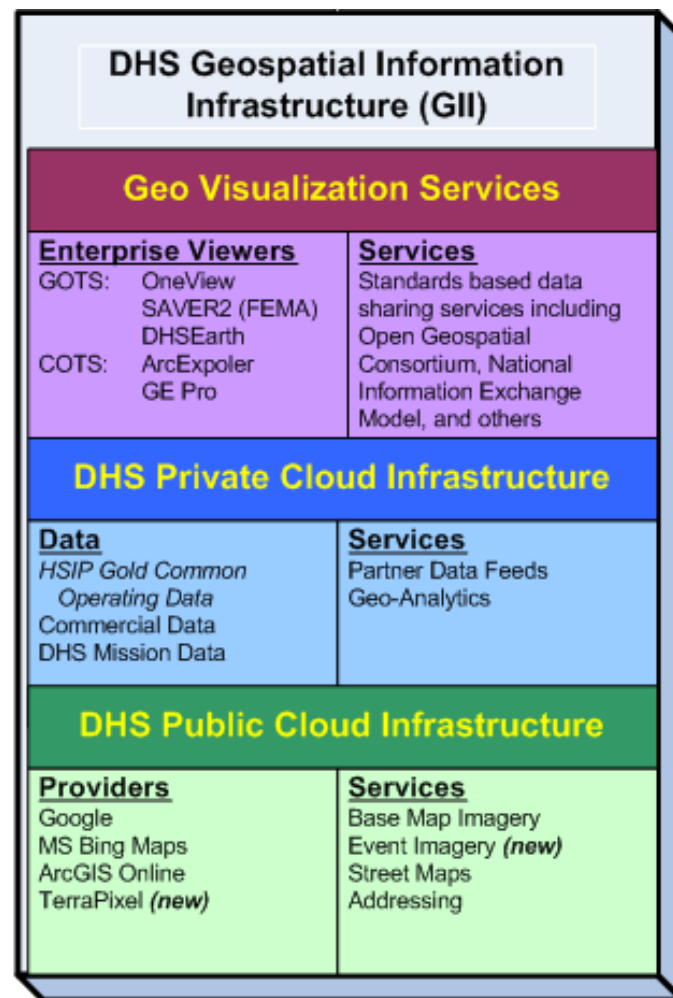 DHS Geospatial Information
Infrastructure (GII)
Geo Visualization Services
Enterprise Viewers
GOTS: OneView
SAVER2 (FEMA)
DHSEarth
COTS: ArcExpoler
GE Pro
Services
Standards based data
sharing services including
Open Geospatial
Consortium, National
Information Exchange
Model, and others
DHS Private Cloud Infrastructure
Data
HSIP Gold Common
Operating Data
Commercial Data
DHS Mission Data
Services
Partner Data Feeds
Geo-Analytics
DHS Public Cloud Infrastructure
Providers
Google
MS Bing Maps
ArcGIS Online
TerraPixel (new)
Services
Base Map Imagery
Event Imagery (new)
Street Maps
Addressing